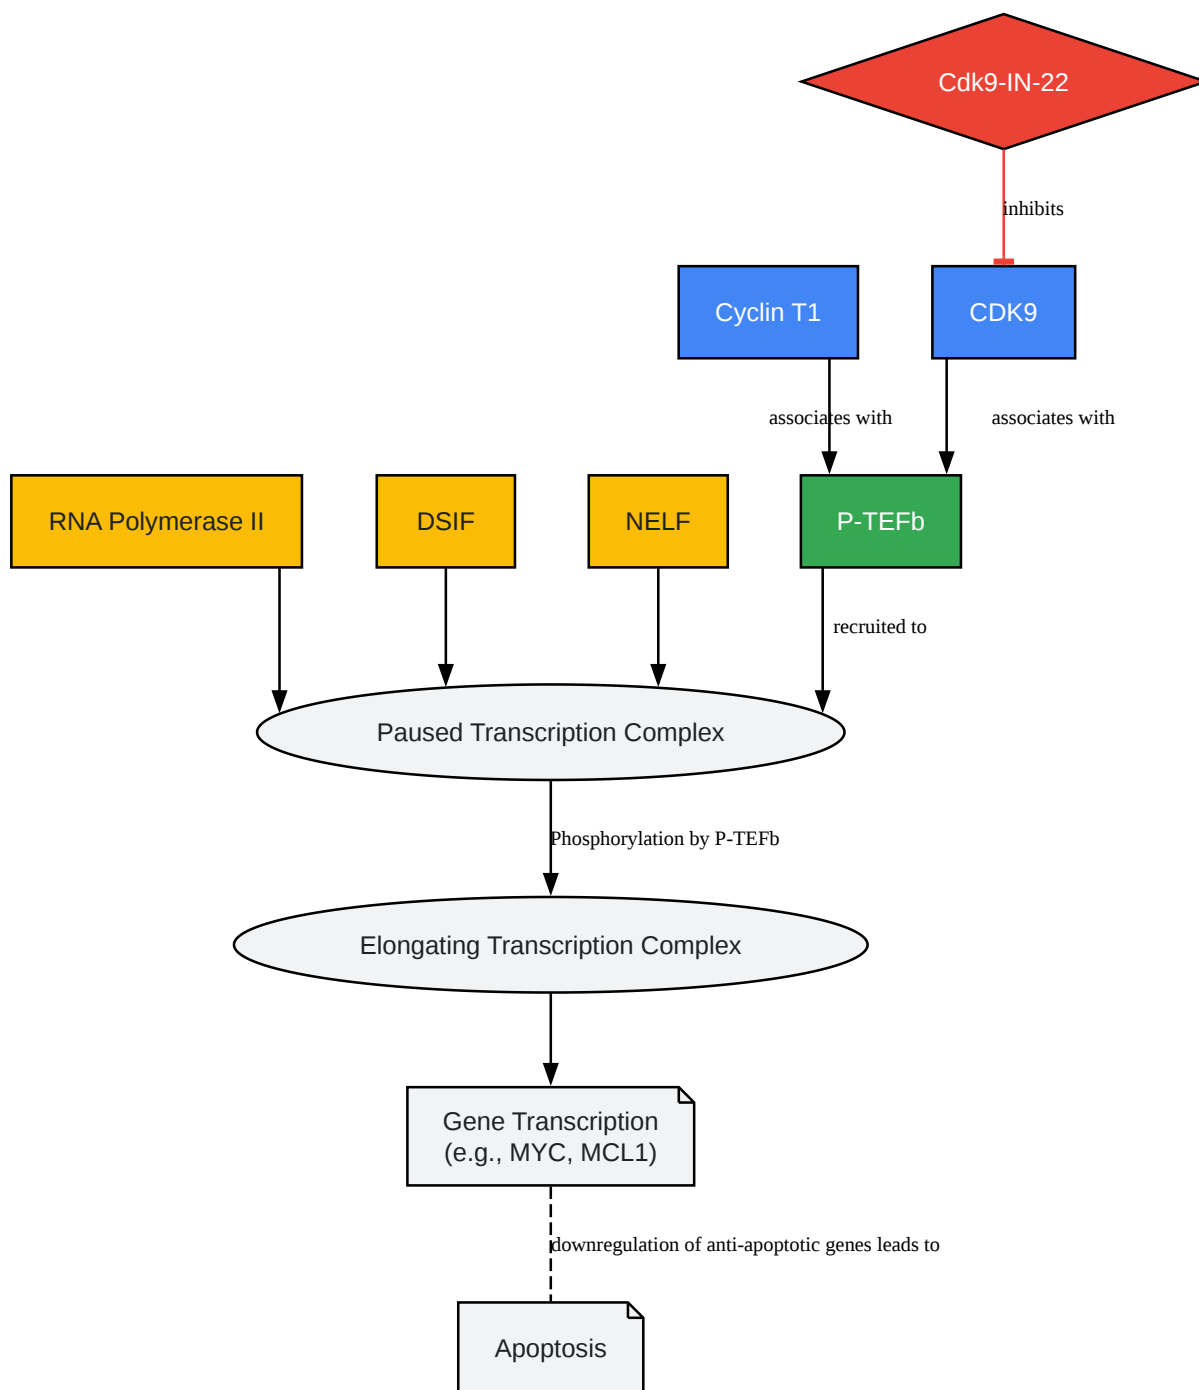 Cdk9-IN-22
inhibits
Cyclin T1
CDK9
associates with
associates with
RNA Polymerase II
DSIF
NELF
P-TEFb
recruited to
Paused Transcription Complex
Phosphorylation by P-TEFb
Elongating Transcription Complex
Gene Transcription
(e.g., MYC, MCL1)
downregulation of anti-apoptotic genes leads to
Apoptosis